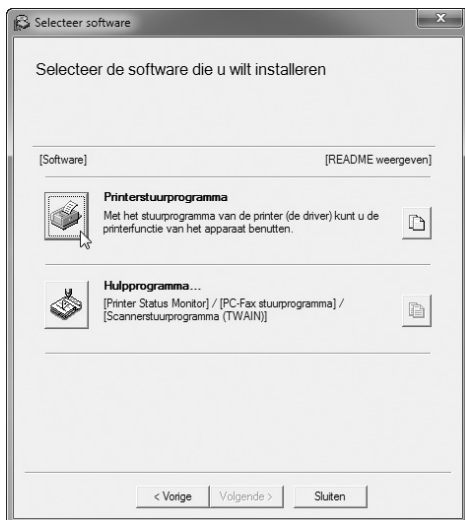 Selecteer software
x
Selecteer de software die u wilt installeren
[Software] [README weergeven]
Printerstuurprogramma
Met het stuurprogramma van de printer (de driver) kunt u de
printerfunctie van het apparaat benutten.
Hulpprogramma...
[Printer Status Monitor] / [PC-Fax stuurprogramma] /
[Scannerstuurprogramma (TWAIN)]
< Vorige Volgende > Sluiten